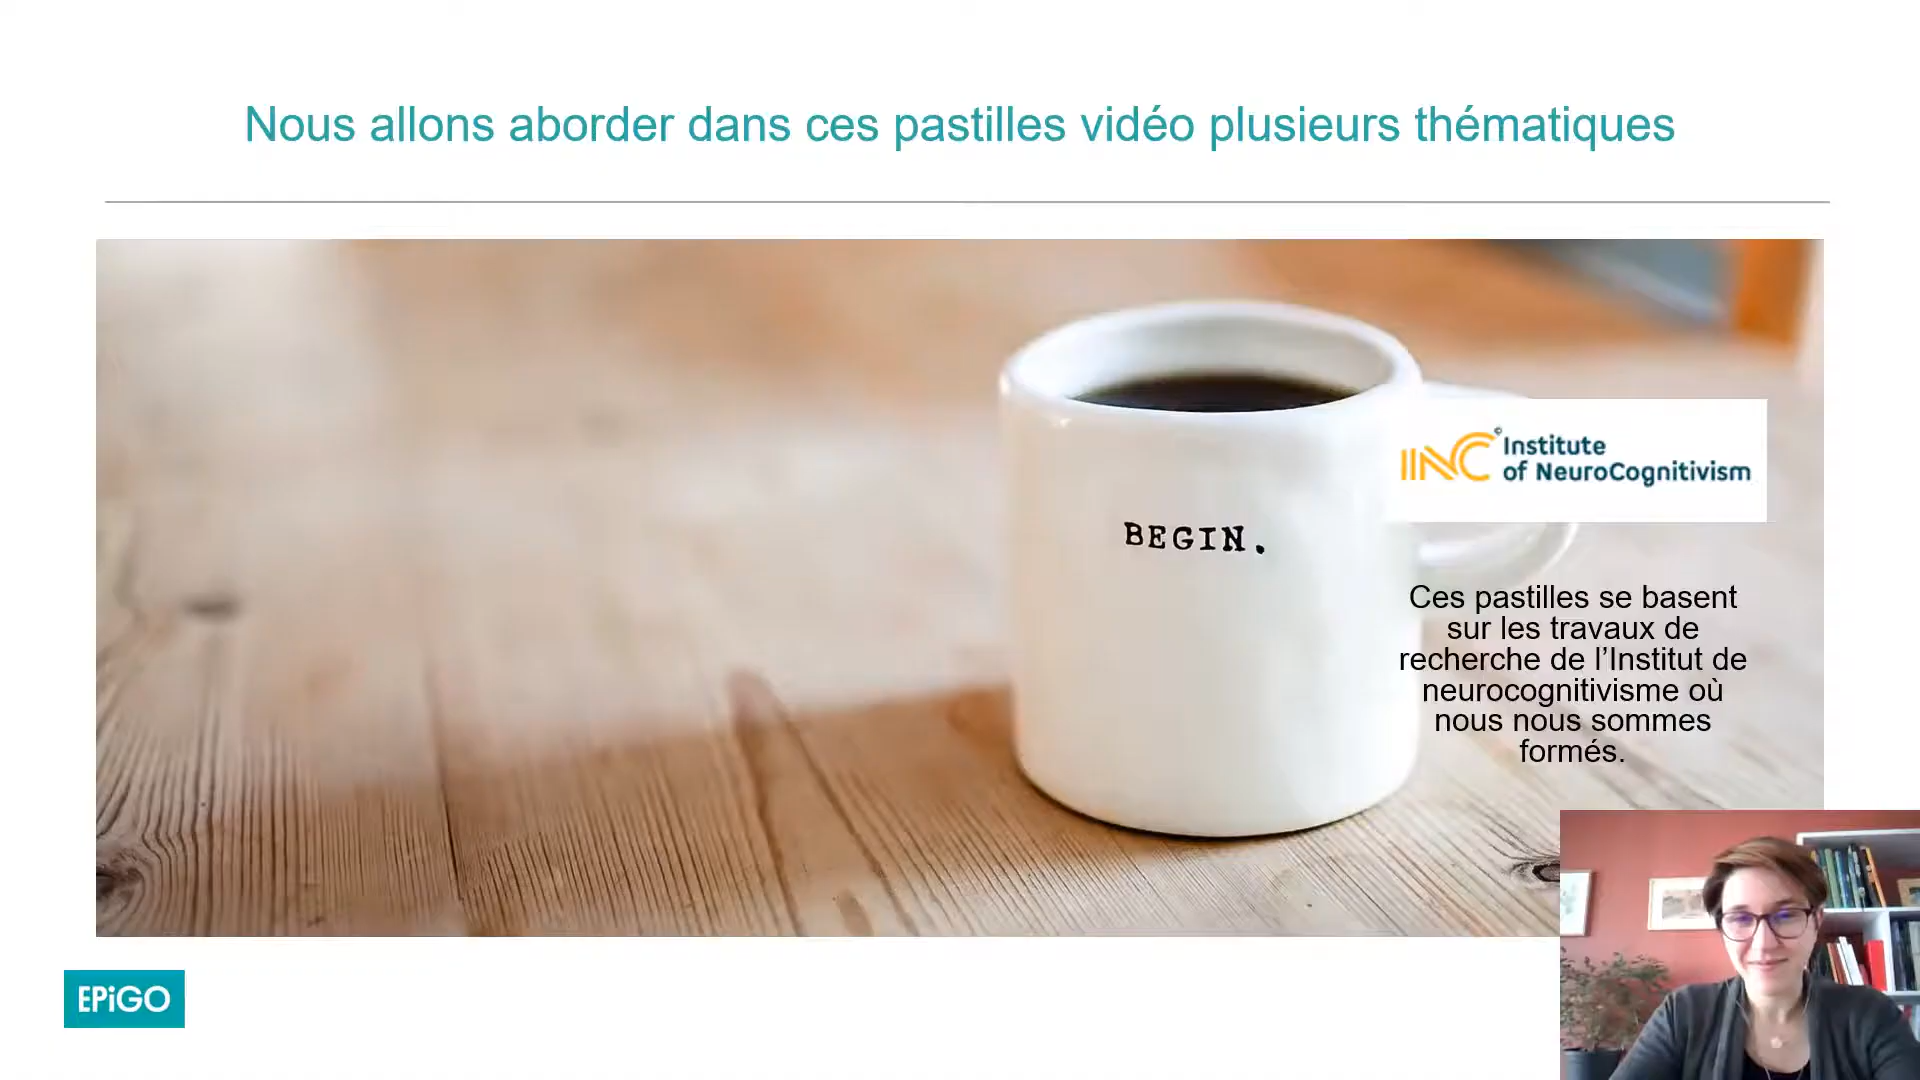 Nous allons aborder dans ces pastilles vidéo plusieurs thématiques
BEGIN.
INC© Institute
of NeuroCognitivism
Ces pastilles se basent
sur les travaux de
recherche de l’Institut de
neurocognitivisme où
nous nous sommes
formés.
EPiGO